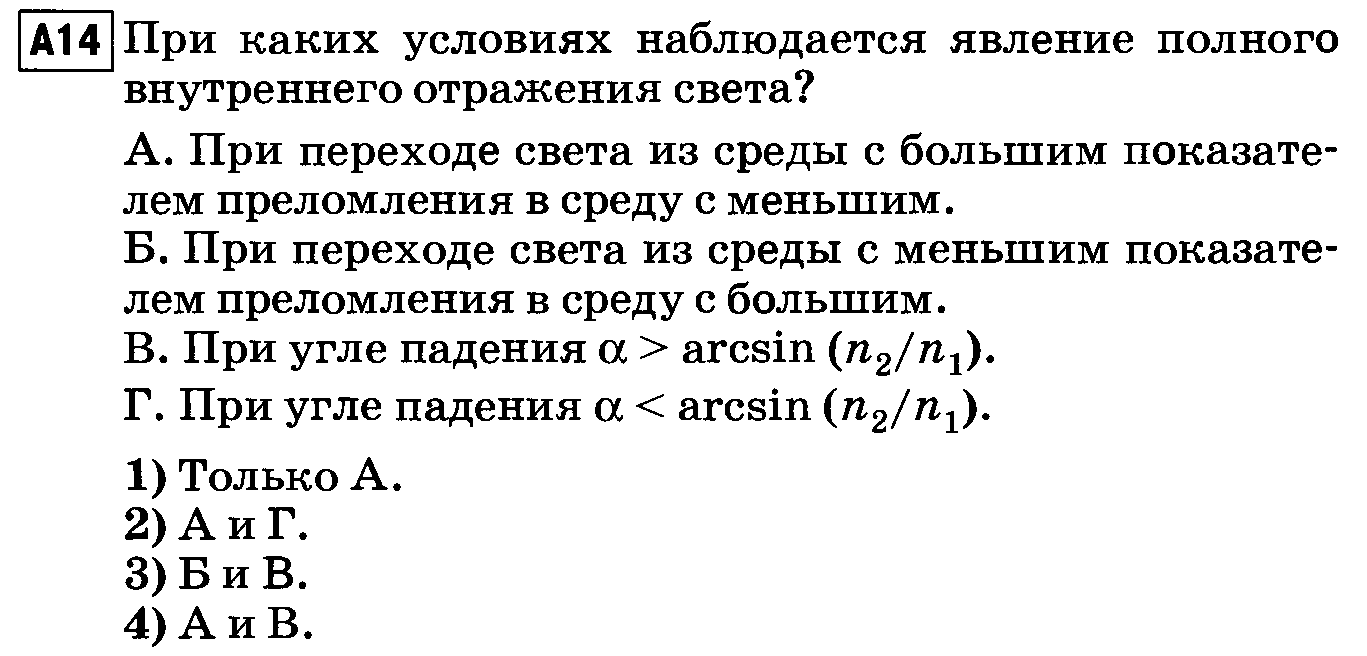 А14 При каких условиях наблюдается явление полного
внутреннего отражения света?
А. При переходе света из среды с большим показате-
лем преломления в среду с меньшим.
Б. При переходе света из среды с меньшим показате-
лем преломления в среду с большим.
В. При угле падения α > arcsin (n₂/n₁).
Г. При угле падения α < arcsin (n₂/n₁).
1) Только А.
2) А и Г.
3) Б и В.
4) А и В.